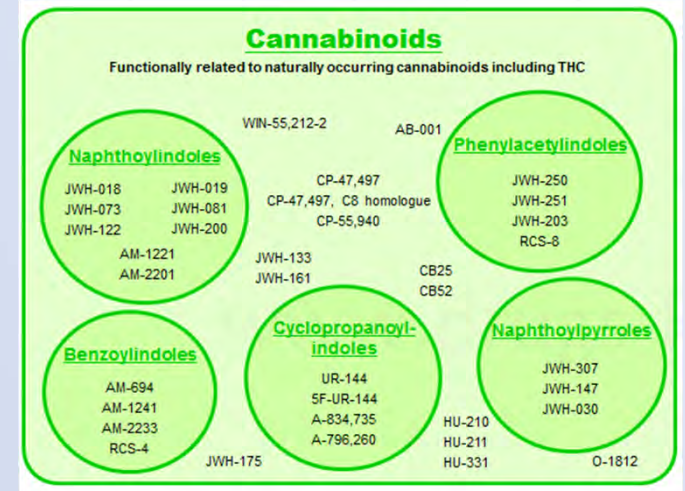 Cannabinoids
Functionally related to naturally occurring cannabinoids including THC
WIN-55,212-2
AB-001
Naphthoylindoles
JWH-018 JWH-019
JWH-073 JWH-081
JWH-122 JWH-200
AM-1221
AM-2201
CP-47,497
CP-47,497, C8 homologue
CP-55,940
Phenylacetylindoles
JWH-250
JWH-251
JWH-203
RCS-8
JWH-133
JWH-161
CB25
CB52
Benzoylindoles
AM-694
AM-1241
AM-2233
RCS-4
Cyclopropanoyl-
indoles
UR-144
5F-UR-144
A-834,735
A-796,260
Naphthoylpyrroles
JWH-307
JWH-147
JWH-030
JWH-175
HU-210
HU-211
HU-331
O-1812